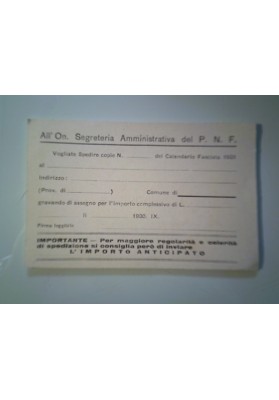 All' On. Segreteria Amministrativa del P. N. F.
Vogliate Spedire copie N. ........ del Calendario Fascista
al
Indirizzo:
(Prov. di ............) Comune di
gravando di assegno per l'importo complessivo di L.
li 1932. IX.
Firma leggibile
IMPORTANTE - Per maggiore regolarità e celerità
di spedizione si consiglia però di inviare
L'IMPORTO ANTICIPATO